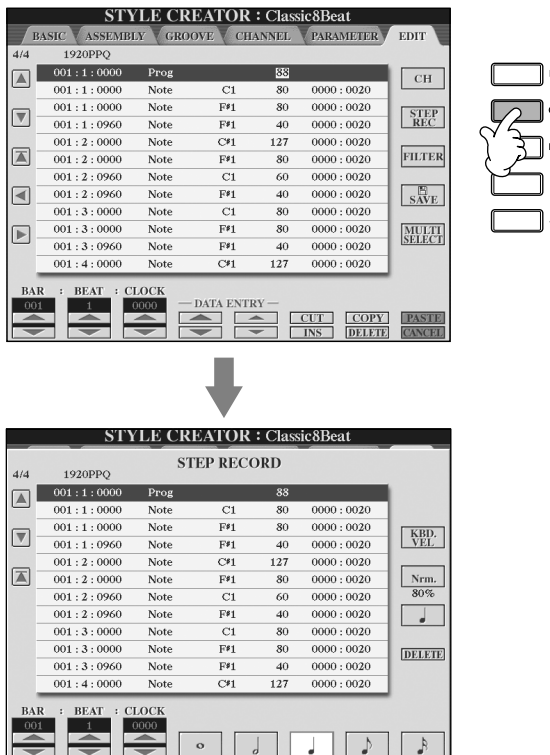 STYLE CREATOR : Classic8Beat
BASIC ASSEMBLY GROOVE CHANNEL PARAMETER EDIT
4/4 1920PPQ
001 : 1 : 0000 Prog 88
001 : 1 : 0000 Note C1 80 0000 : 0020
001 : 1 : 0000 Note F#1 80 0000 : 0020
001 : 1 : 0960 Note F#1 40 0000 : 0020
001 : 2 : 0000 Note C#1 127 0000 : 0020
001 : 2 : 0000 Note F#1 80 0000 : 0020
001 : 2 : 0960 Note C1 60 0000 : 0020
001 : 2 : 0960 Note F#1 40 0000 : 0020
001 : 3 : 0000 Note C1 80 0000 : 0020
001 : 3 : 0000 Note F#1 80 0000 : 0020
001 : 3 : 0960 Note F#1 40 0000 : 0020
001 : 4 : 0000 Note C#1 127 0000 : 0020
CH
STEP
REC
FILTER
SAVE
MULTI
SELECT
BAR : BEAT : CLOCK
001 1 0000
DATA ENTRY
CUT COPY PASTE
INS DELETE CANCEL
STYLE CREATOR : Classic8Beat
STEP RECORD
4/4 1920PPQ
001 : 1 : 0000 Prog 88
001 : 1 : 0000 Note C1 80 0000 : 0020
001 : 1 : 0000 Note F#1 80 0000 : 0020
001 : 1 : 0960 Note F#1 40 0000 : 0020
001 : 2 : 0000 Note C#1 127 0000 : 0020
001 : 2 : 0000 Note F#1 80 0000 : 0020
001 : 2 : 0960 Note C1 60 0000 : 0020
001 : 2 : 0960 Note F#1 40 0000 : 0020
001 : 3 : 0000 Note C1 80 0000 : 0020
001 : 3 : 0000 Note F#1 80 0000 : 0020
001 : 3 : 0960 Note F#1 40 0000 : 0020
001 : 4 : 0000 Note C#1 127 0000 : 0020
KBD.
VEL
Nrm.
80%
DELETE
BAR : BEAT : CLOCK
001 1 0000